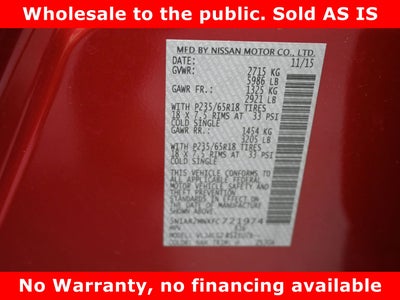 Wholesale to the public. Sold AS IS
MFD BY NISSAN MOTOR CO., LTD.
DATE: 11/15
GVWR: 2715 KG
5986 LB
GAWR FR: 1325 KG
2921 LB
WITH P235/65R18 TIRES
18 X 7.5 RIMS AT 33 PSI
COLD SINGLE
GAWR RR: 1454 KG
3205 LB
WITH P235/65R18 TIRES
18 X 7.5 RIMS AT 33 PSI
COLD SINGLE
THIS VEHICLE CONFORMS TO ALL
APPLICABLE U.S. FEDERAL MOTOR
VEHICLE SAFETY STANDARDS IN
EFFECT ON THE DATE OF
MANUFACTURE SHOWN ABOVE.
721974
No Warranty, no financing available